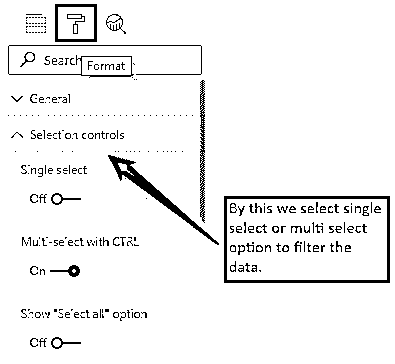 Search
Format
General
Selection controls
Single select
Off
Multi-select with CTRL
On
Show "Select all" option
Off
By this we select single
select or multi select
option to filter the
data.